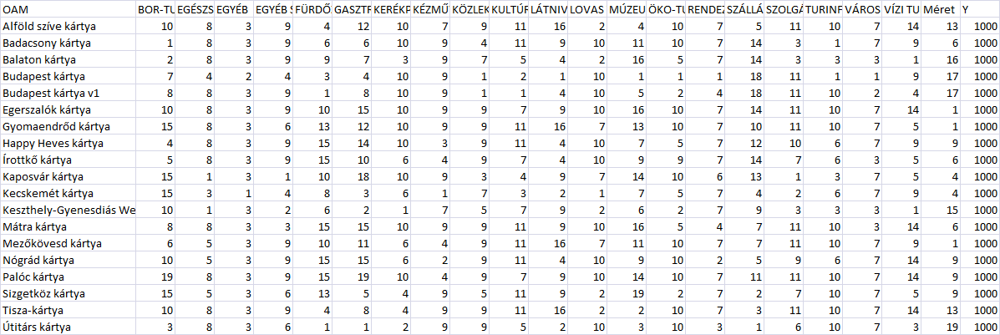 OAM BOR-TU EGÉSZS EGYÉB EGYÉB S FÜRDŐ GASZTR KERÉKP KÉZMŰ KÖZLEK KULTÚR LÁTNIV LOVAS MÚZEU ÖKO-TU RENDEZ SZÁLLÁ SZOLGÁ TURINF VÁROS VÍZI TU Méret Y
Alföld szíve kártya 10 8 3 9 4 12 10 7 9 11 16 2 4 10 7 5 11 10 7 14 13 1000
Badacsony kártya 1 8 3 9 6 6 10 9 4 11 9 10 11 10 7 14 3 1 7 9 6 1000
Balaton kártya 2 8 3 9 9 7 3 9 7 5 4 2 16 5 7 14 3 3 3 1 16 1000
Budapest kártya 7 4 2 4 3 4 10 9 1 2 1 10 1 1 1 18 11 1 1 9 17 1000
Budapest kártya v1 8 8 3 9 1 8 10 9 1 1 4 10 5 2 4 18 11 10 2 4 17 1000
Egerszalók kártya 10 8 3 9 10 15 10 9 9 7 9 10 16 10 7 14 11 10 7 14 1 1000
Gyomaendrőd kártya 15 8 3 6 13 12 10 9 9 11 16 7 13 10 7 10 11 10 7 5 1 1000
Happy Heves kártya 4 8 3 9 15 14 10 3 9 11 4 10 7 5 7 12 10 6 7 9 9 1000
Írottkő kártya 5 8 3 9 15 10 6 4 9 7 4 10 9 9 7 14 7 6 3 5 6 1000
Kaposvár kártya 15 1 3 1 10 18 10 9 3 4 9 7 14 10 6 13 1 3 7 5 4 1000
Kecskemét kártya 15 3 1 4 8 3 6 1 7 3 2 1 7 5 7 4 2 6 7 9 4 1000
Keszthely-Gyenesdiás We 10 1 3 2 6 2 1 7 5 7 9 2 6 2 7 9 3 3 3 1 15 1000
Mátra kártya 8 8 3 3 15 15 10 9 9 11 9 10 16 5 4 7 11 10 3 14 6 1000
Mezőkövesd kártya 6 5 3 9 10 11 6 4 9 11 16 7 11 10 7 7 11 10 7 9 1 1000
Nógrád kártya 10 5 3 9 15 15 6 2 9 11 4 10 9 10 2 5 9 6 7 14 9 1000
Palóc kártya 19 8 3 9 15 19 10 4 9 7 9 10 14 10 7 11 11 10 7 14 9 1000
Sizgetköz kártya 15 5 3 6 13 5 4 9 5 11 9 2 19 2 7 2 7 10 7 5 9 1000
Tisza-kártya 10 8 3 9 4 8 4 9 9 11 16 2 2 10 7 3 11 10 7 14 13 1000
Útitárs kártya 3 8 3 6 1 1 2 9 9 5 2 10 3 10 3 1 6 10 7 3 19 1000